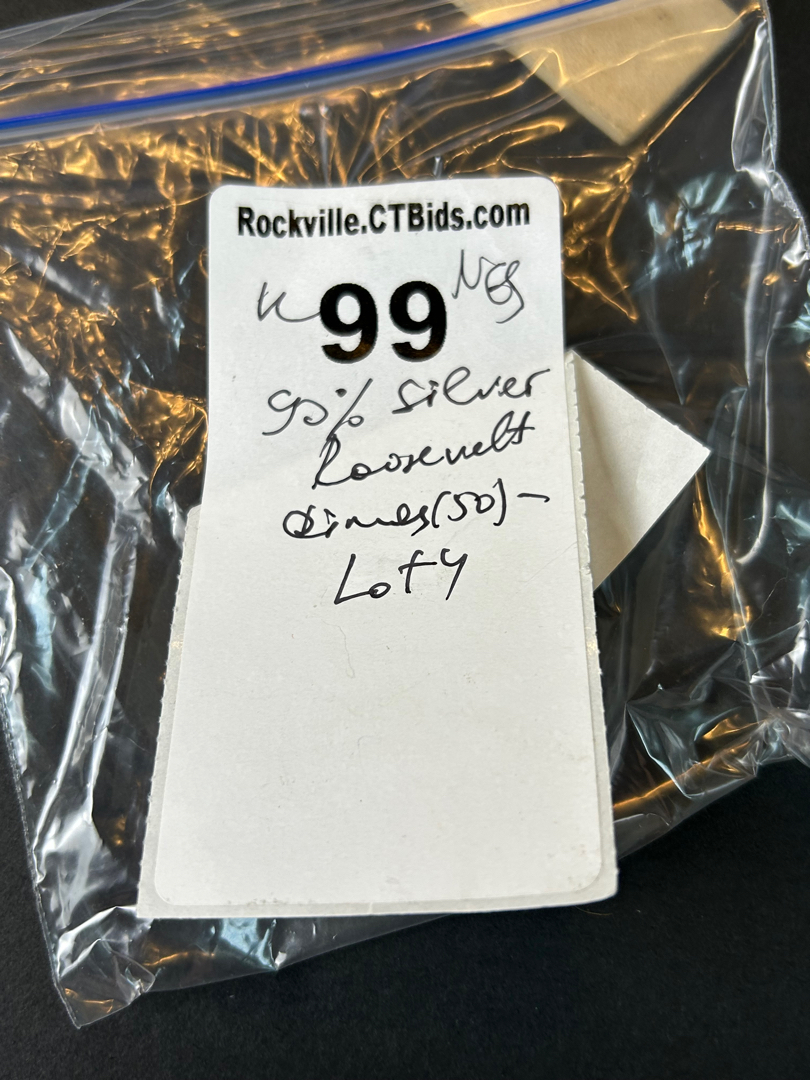 Rockville.CTBids.com
99
90% silver
Roosevelt
dimes(50)-
Lot 4